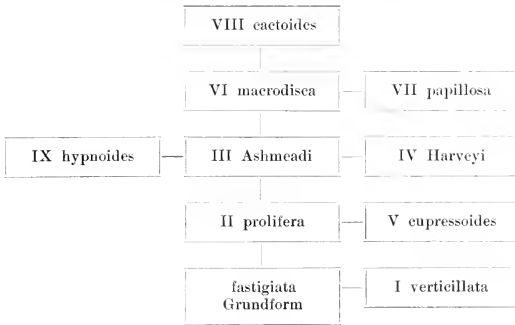 VIII cactoides
VI macrodisca
VII papillosa
IX hypnoides
III Ashmeadi
IV Harveyi
II prolifera
V cupressoides
fastigiata
Grundform
I verticillata